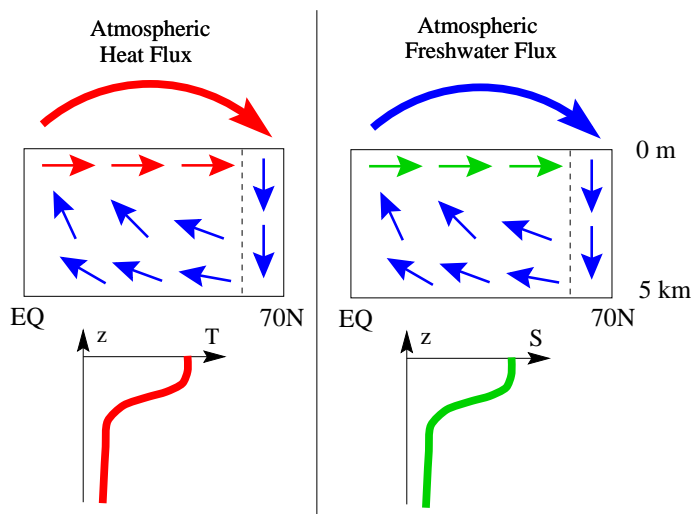 Atmospheric
Heat Flux
Atmospheric
Freshwater Flux
0 m
5 km
EQ
70N
EQ
70N
z
T
z
S